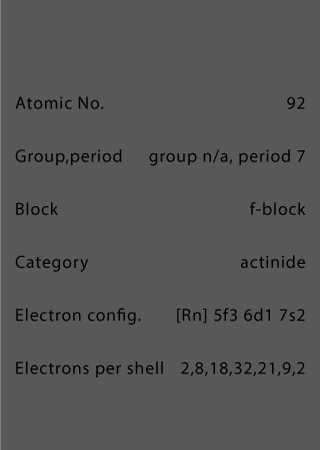 Atomic No. 92
Group,period group n/a, period 7
Block f-block
Category actinide
Electron config. [Rn] 5f3 6d1 7s2
Electrons per shell 2,8,18,32,21,9,2